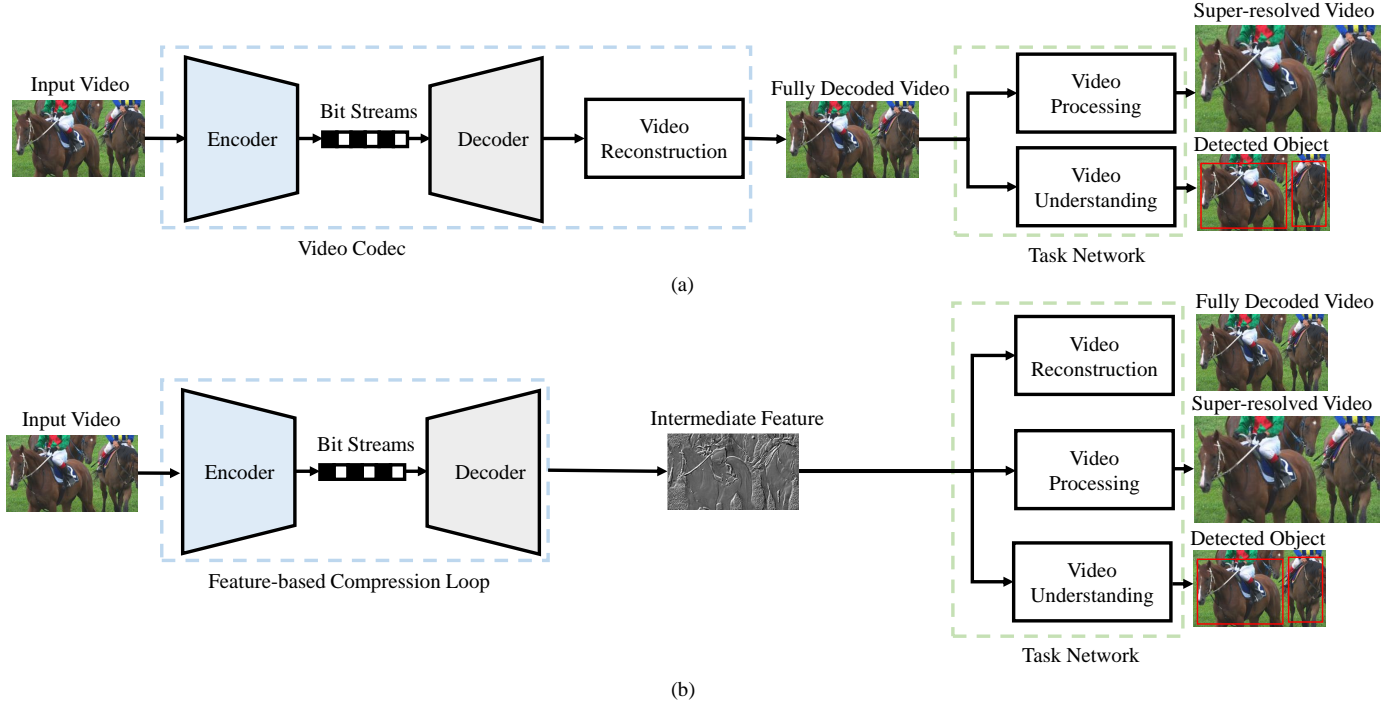 Super-resolved Video
Input Video
Encoder
Bit Streams
Decoder
Video
Reconstruction
Fully Decoded Video
Video
Processing
Detected Object
Video
Understanding
Video Codec
Task Network
(a)
Fully Decoded Video
Video
Reconstruction
Super-resolved Video
Input Video
Encoder
Bit Streams
Decoder
Intermediate Feature
Video
Processing
Detected Object
Video
Understanding
Feature-based Compression Loop
Task Network
(b)